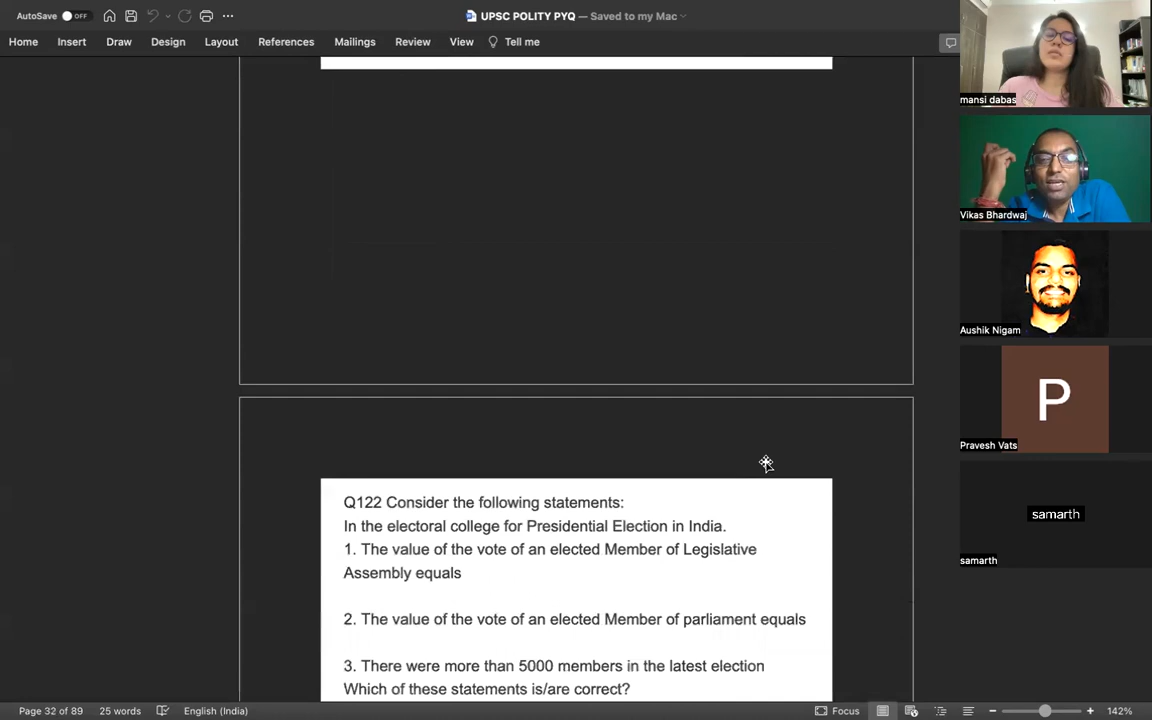 AutoSave OFF
UPSC POLITY PYQ — Saved to my Mac
Home Insert Draw Design Layout References Mailings Review View Tell me
mansi dabas
Vikas Bhardwaj
Aushik Nigam
P
Pravesh Vats
samarth
samarth
Q122 Consider the following statements:
In the electoral college for Presidential Election in India.
1. The value of the vote of an elected Member of Legislative
Assembly equals
2. The value of the vote of an elected Member of parliament equals
3. There were more than 5000 members in the latest election
Which of these statements is/are correct?
Page 32 of 89 25 words English (India) Focus 142%